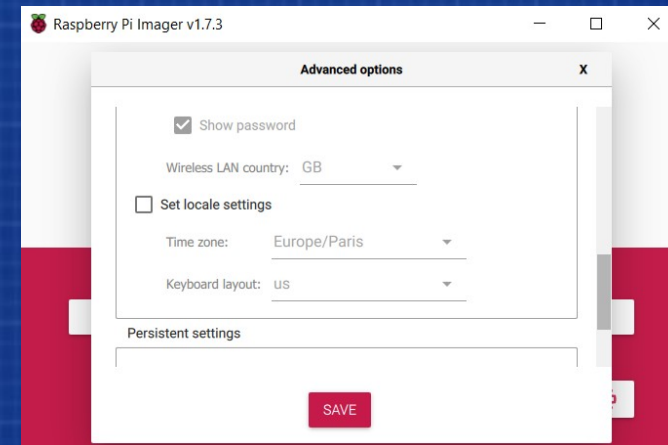 Raspberry Pi Imager v1.7.3
Advanced options X
Show password
Wireless LAN country: GB
Set locale settings
Time zone: Europe/Paris
Keyboard layout: us
Persistent settings
SAVE